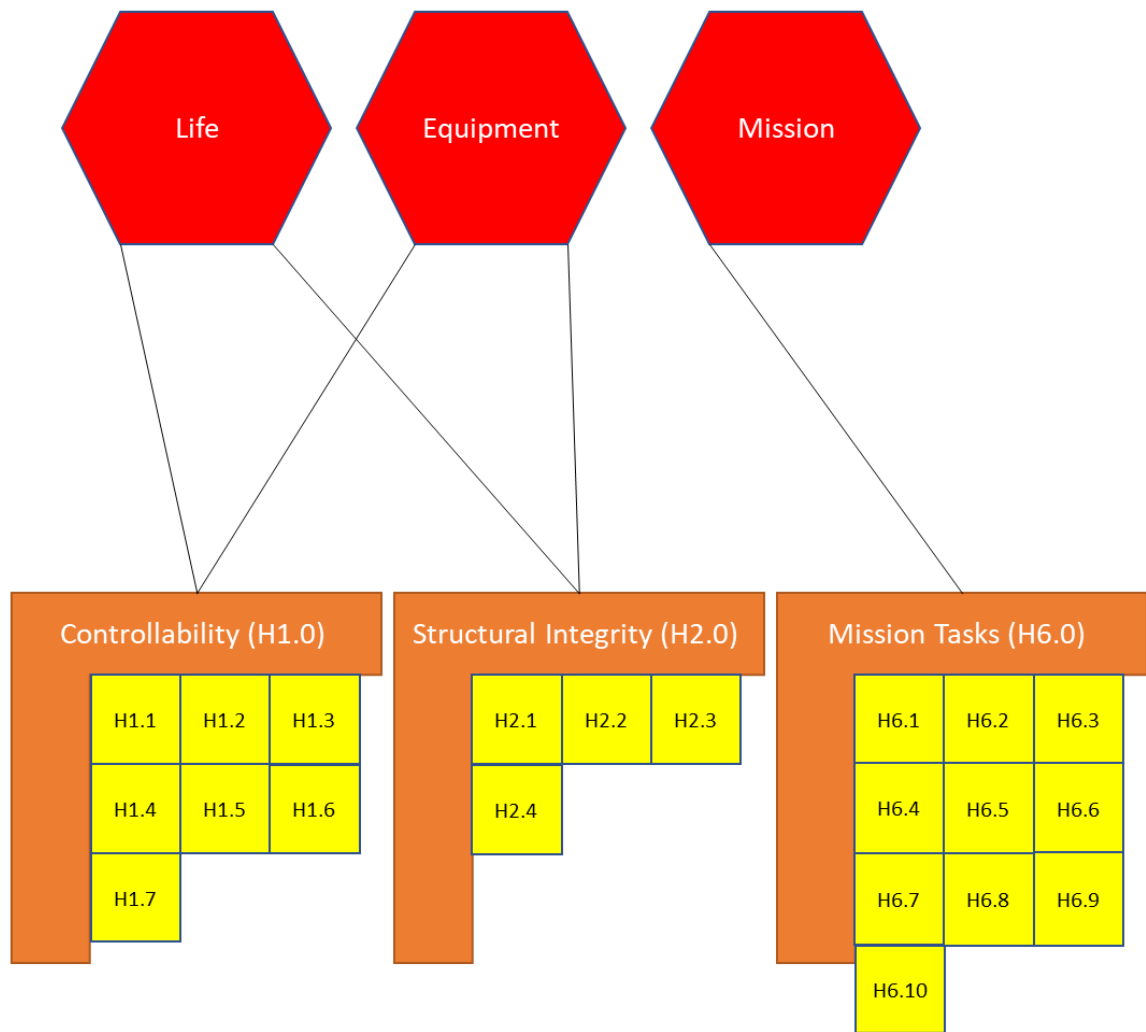 Life
Equipment
Mission
Controllability (H1.0)
Structural Integrity (H2.0)
Mission Tasks (H6.0)
H1.1
H1.2
H1.3
H1.4
H1.5
H1.6
H1.7
H2.1
H2.2
H2.3
H2.4
H6.1
H6.2
H6.3
H6.4
H6.5
H6.6
H6.7
H6.8
H6.9
H6.10